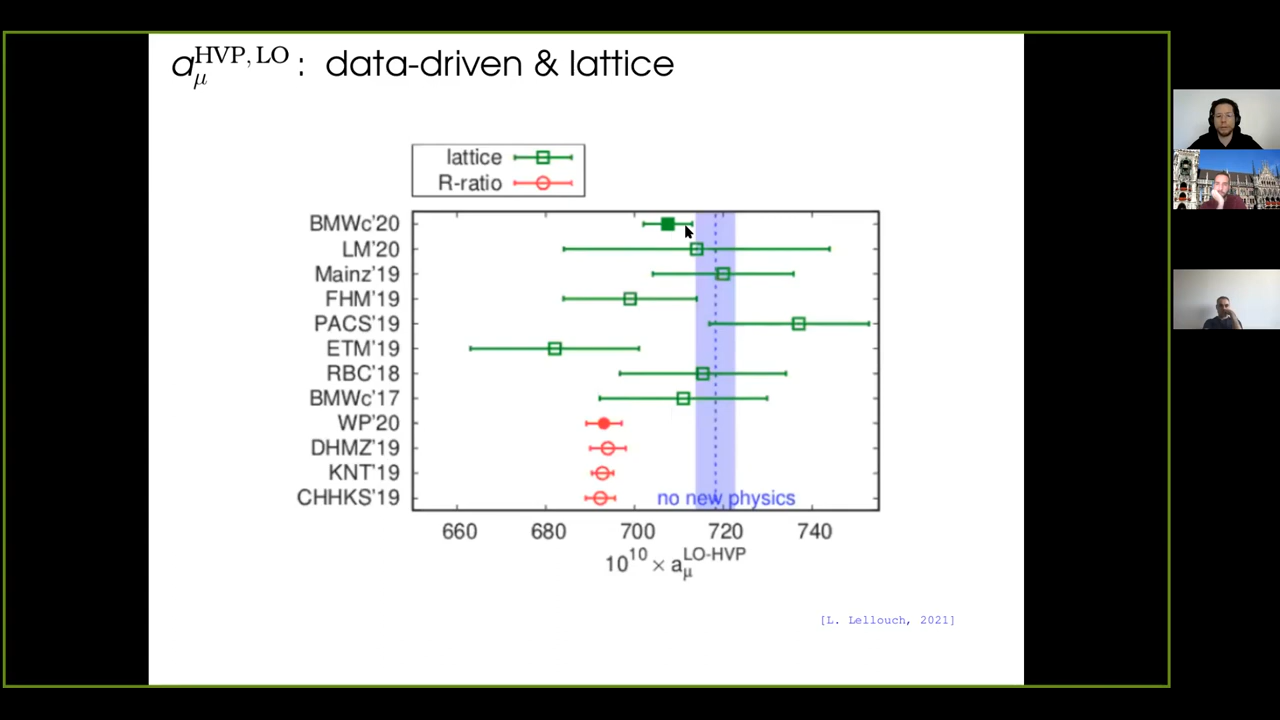 a_μ^{HVP, LO} : data-driven & lattice
lattice
R-ratio
BMWc'20
LM'20
Mainz'19
FHM'19
PACS'19
ETM'19
RBC'18
BMWc'17
WP'20
DHMZ'19
KNT'19
CHHKS'19
no new physics
660 680 700 720 740
10^{10} × a_μ^{LO-HVP}
[L. Lellouch, 2021]